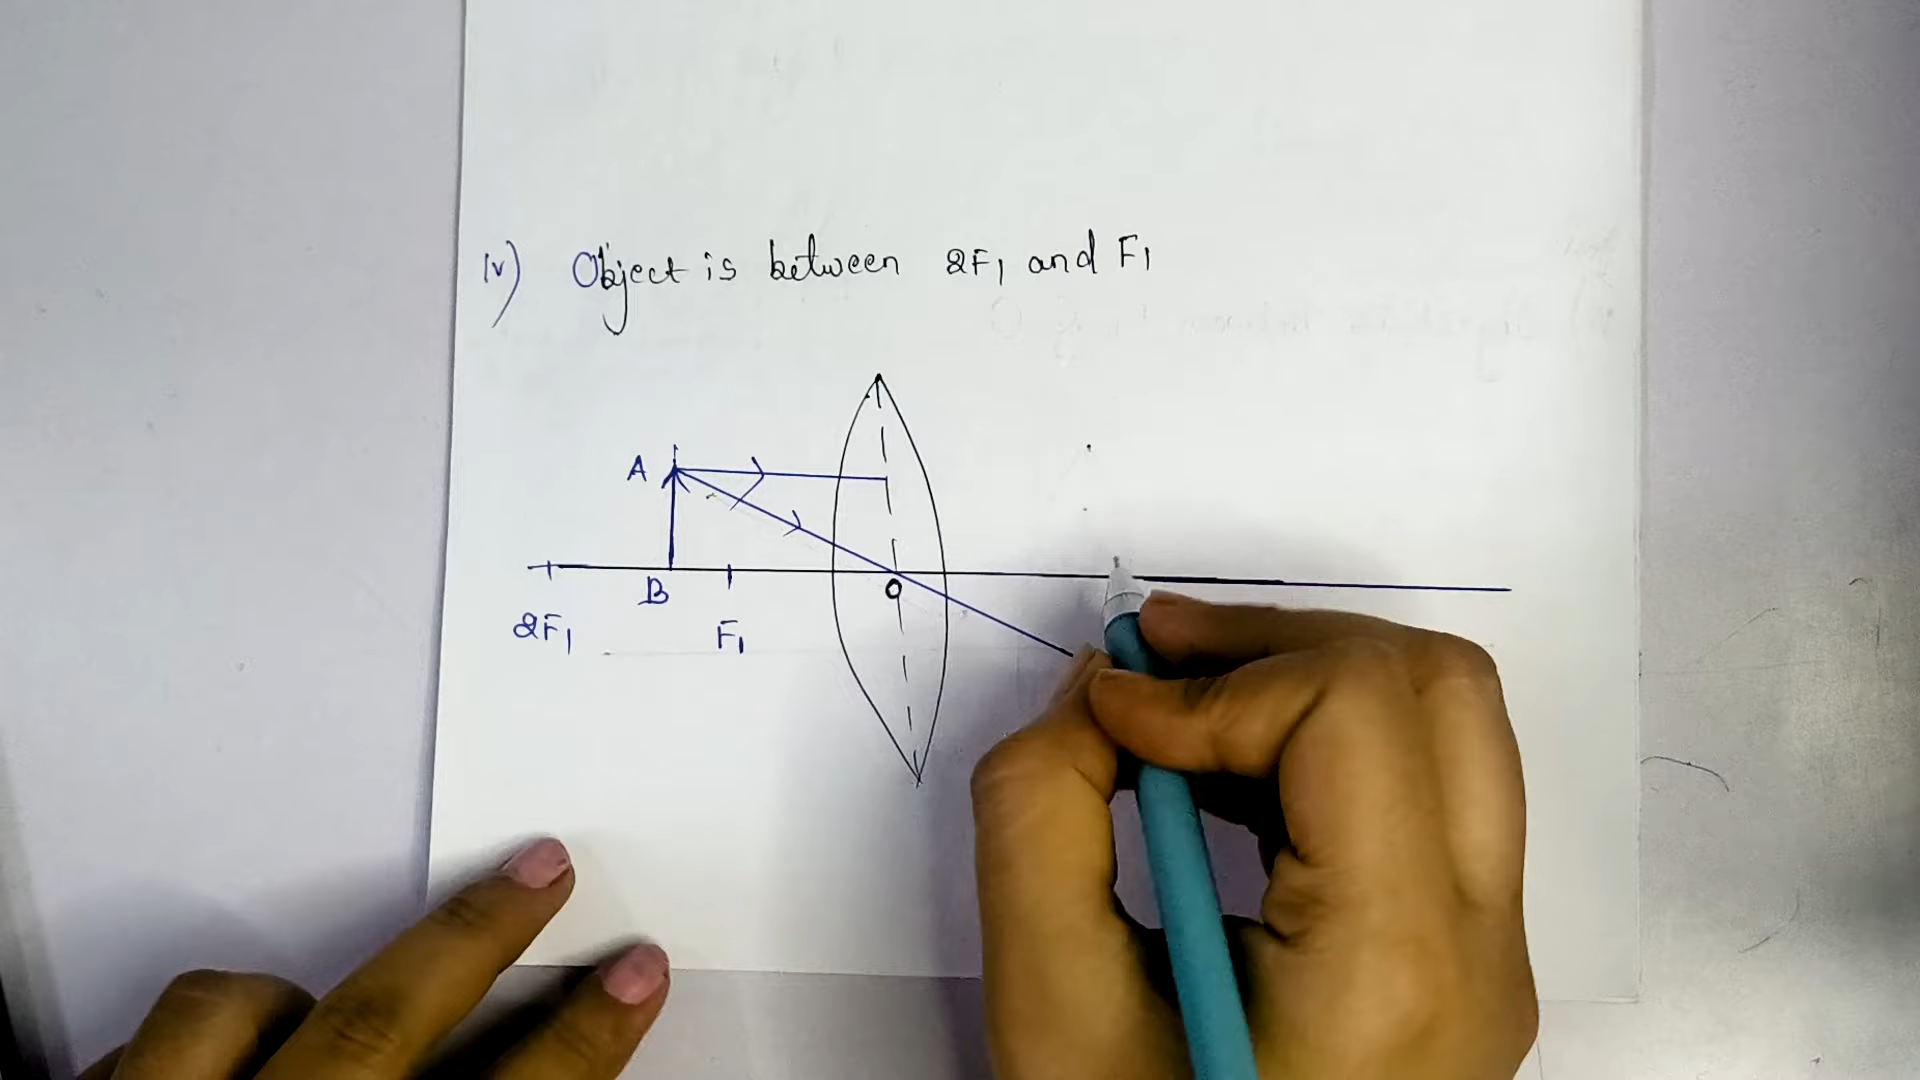 iv) Object is between 2F1 and F1
A
B
O
2F1
F1